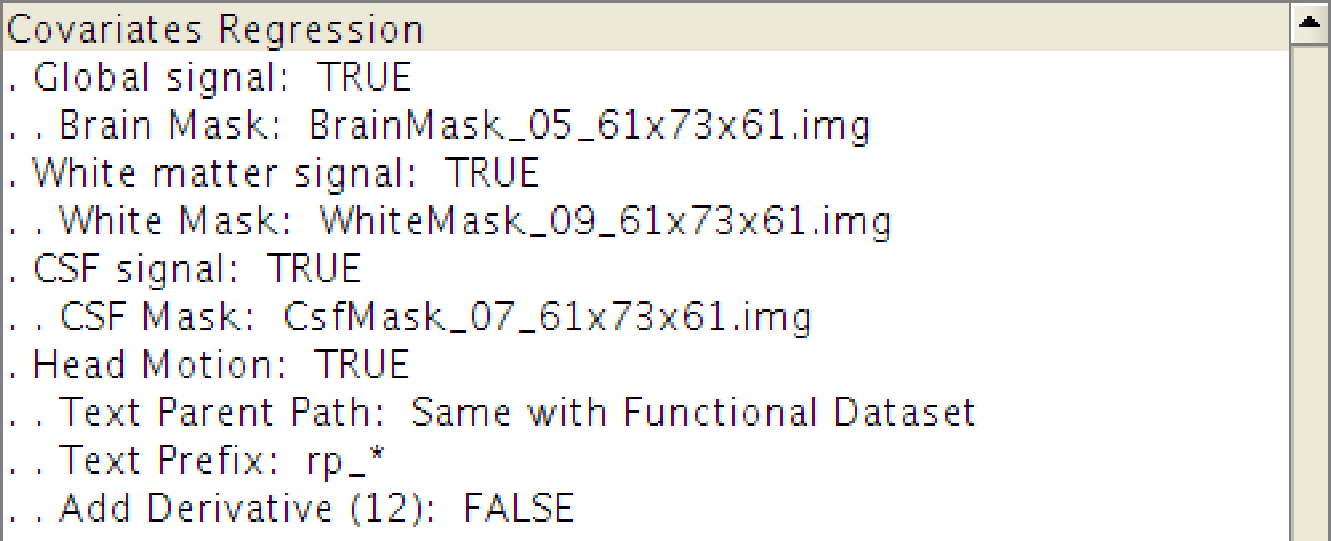 Covariates Regression
. Global signal: TRUE
. . Brain Mask: BrainMask_05_61x73x61.img
. White matter signal: TRUE
. . White Mask: WhiteMask_09_61x73x61.img
. CSF signal: TRUE
. . CSF Mask: CsfMask_07_61x73x61.img
. Head Motion: TRUE
. . Text Parent Path: Same with Functional Dataset
. . Text Prefix: rp_*
. . Add Derivative (12): FALSE